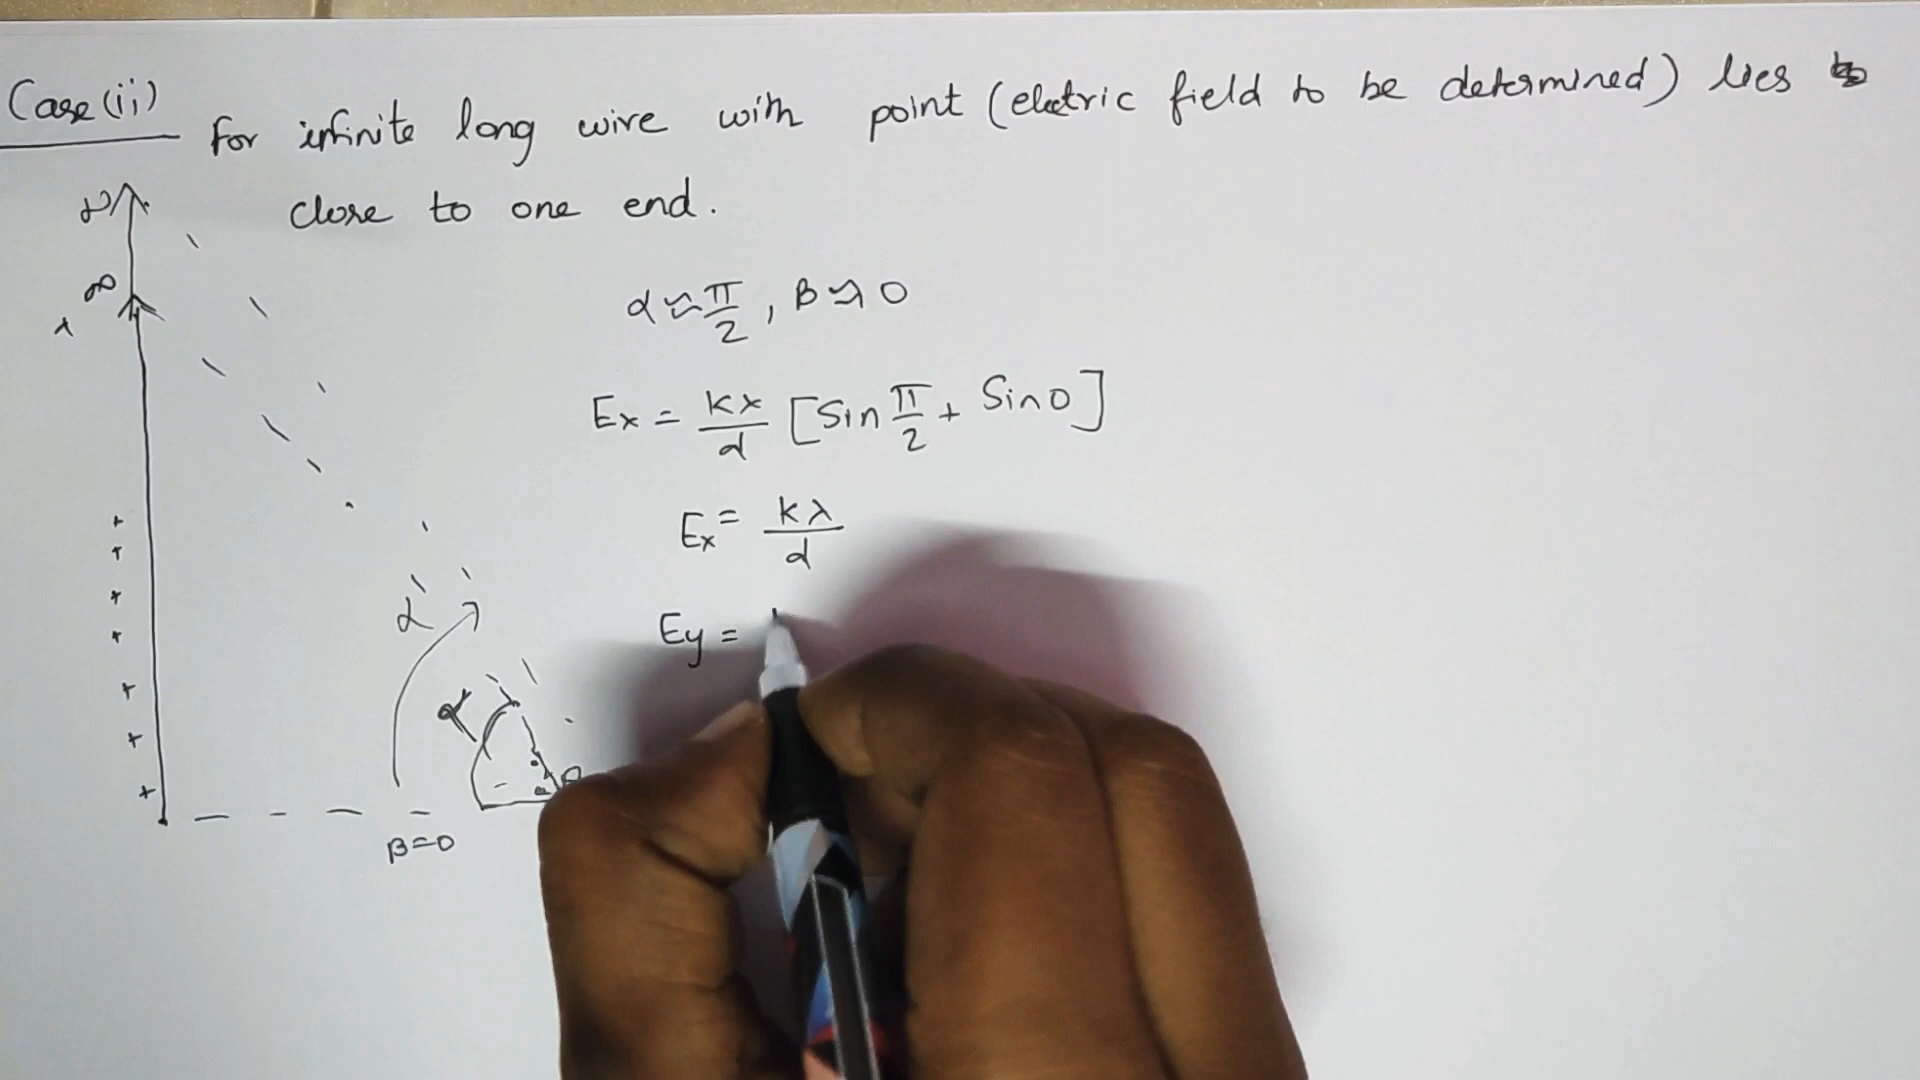 Case (ii) For infinite long wire with point (electric field to be determined) lies
close to one end.
∞
∞
λ
α ≈ π/2, β ≈ 0
Ex = kλ/d [Sin π/2 + Sin 0]
Ex = kλ/d
Ey =
α
α
β=0
+
+
+
+
+
+
+